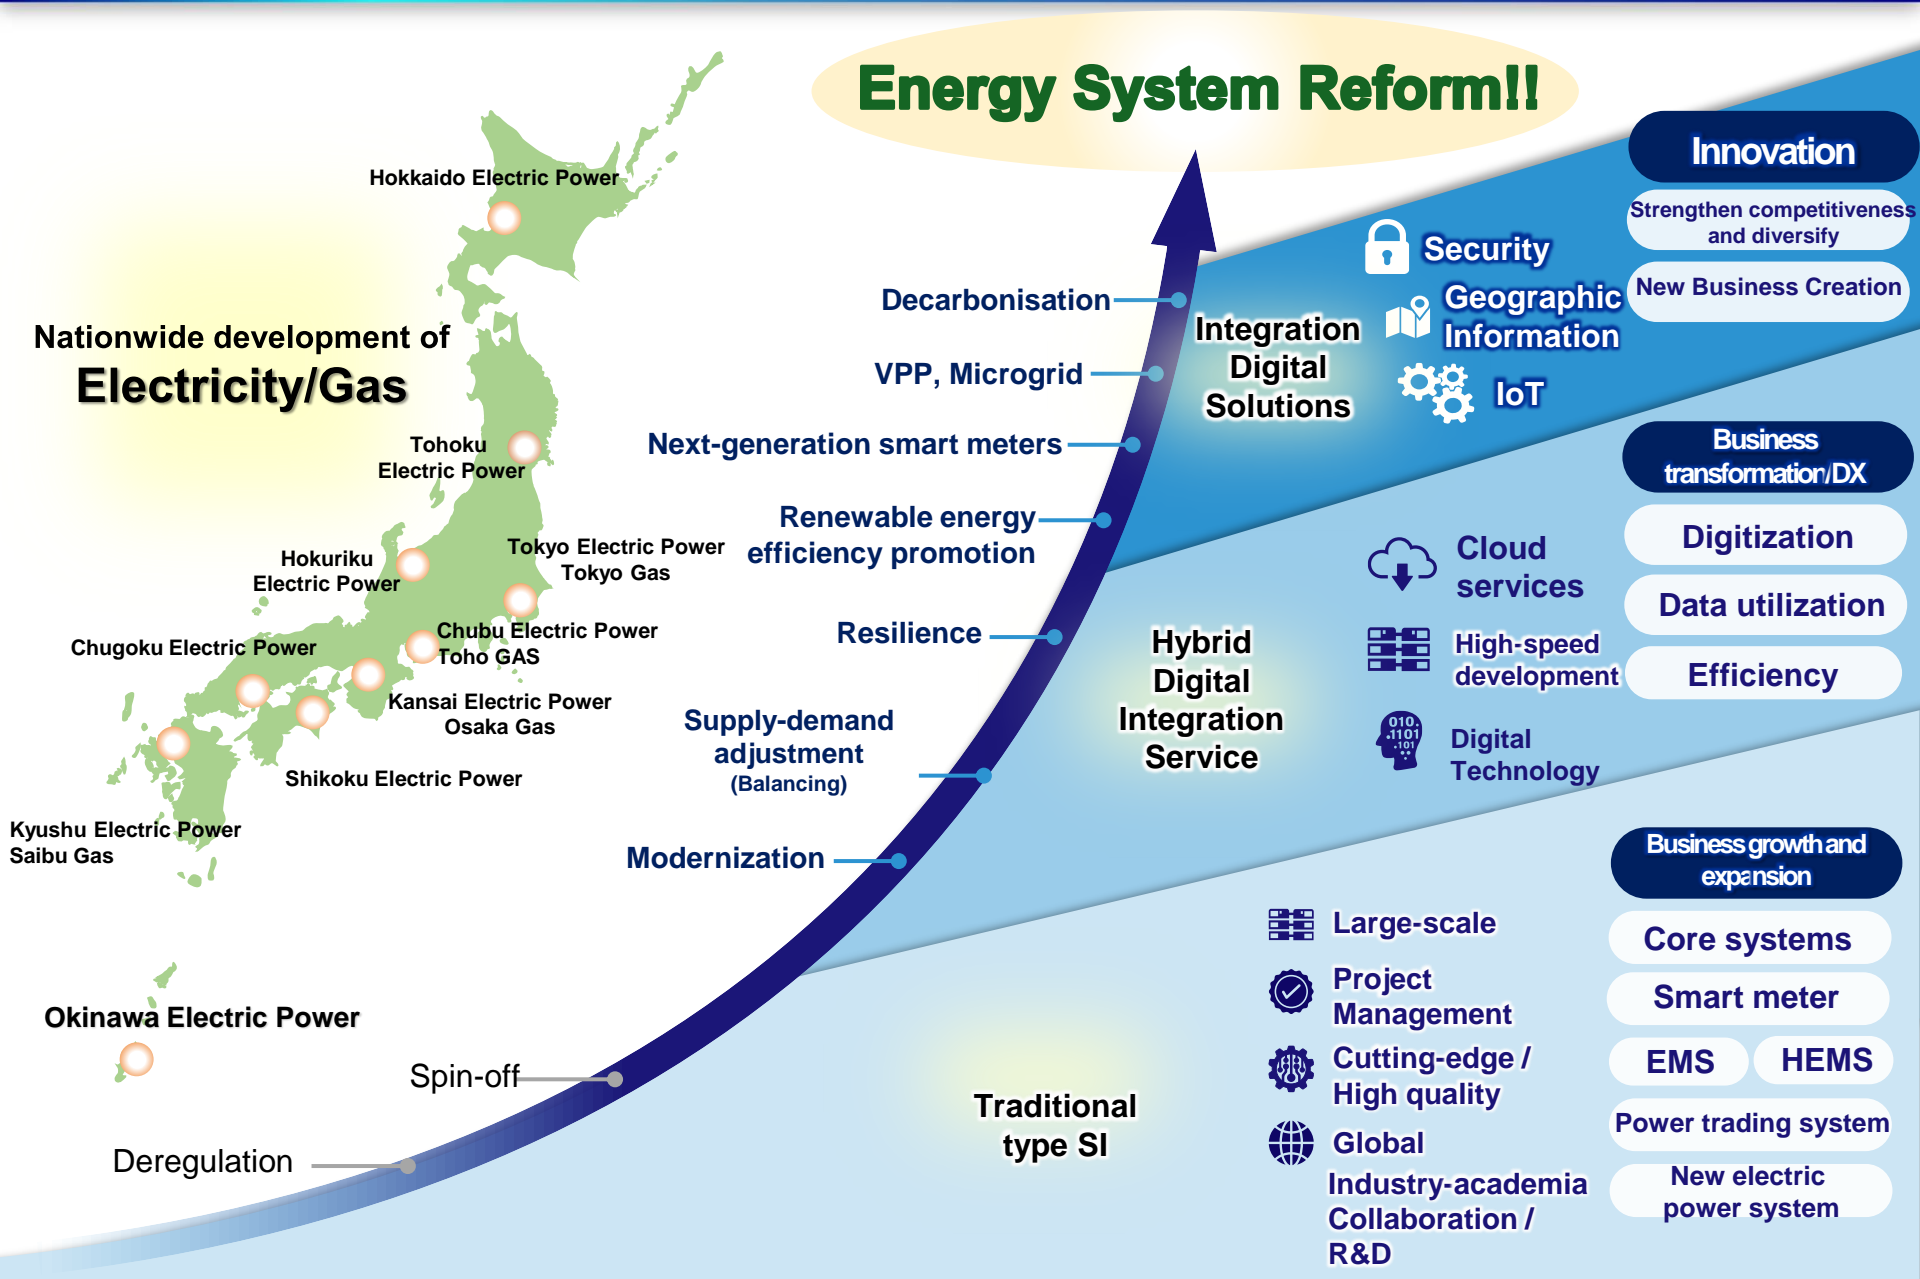 Energy System Reform!!
Nationwide development of
Electricity/Gas
Hokkaido Electric Power
Tohoku
Electric Power
Hokuriku
Electric Power
Tokyo Electric Power
Tokyo Gas
Chubu Electric Power
Toho GAS
Chugoku Electric Power
Kansai Electric Power
Osaka Gas
Shikoku Electric Power
Kyushu Electric Power
Saibu Gas
Okinawa Electric Power
Decarbonisation
VPP, Microgrid
Next-generation smart meters
Renewable energy
efficiency promotion
Resilience
Supply-demand
adjustment
(Balancing)
Modernization
Spin-off
Deregulation
Integration
Digital
Solutions
Security
Geographic
Information
IoT
Innovation
Strengthen competitiveness
and diversify
New Business Creation
Hybrid
Digital
Integration
Service
Cloud
services
High-speed
development
010.
.1101
.101
Digital
Technology
Business
transformation/DX
Digitization
Data utilization
Efficiency
Traditional
type SI
Large-scale
Project
Management
Cutting-edge /
High quality
Global
Industry-academia
Collaboration /
R&D
Business growth and
expansion
Core systems
Smart meter
EMS
HEMS
Power trading system
New electric
power system